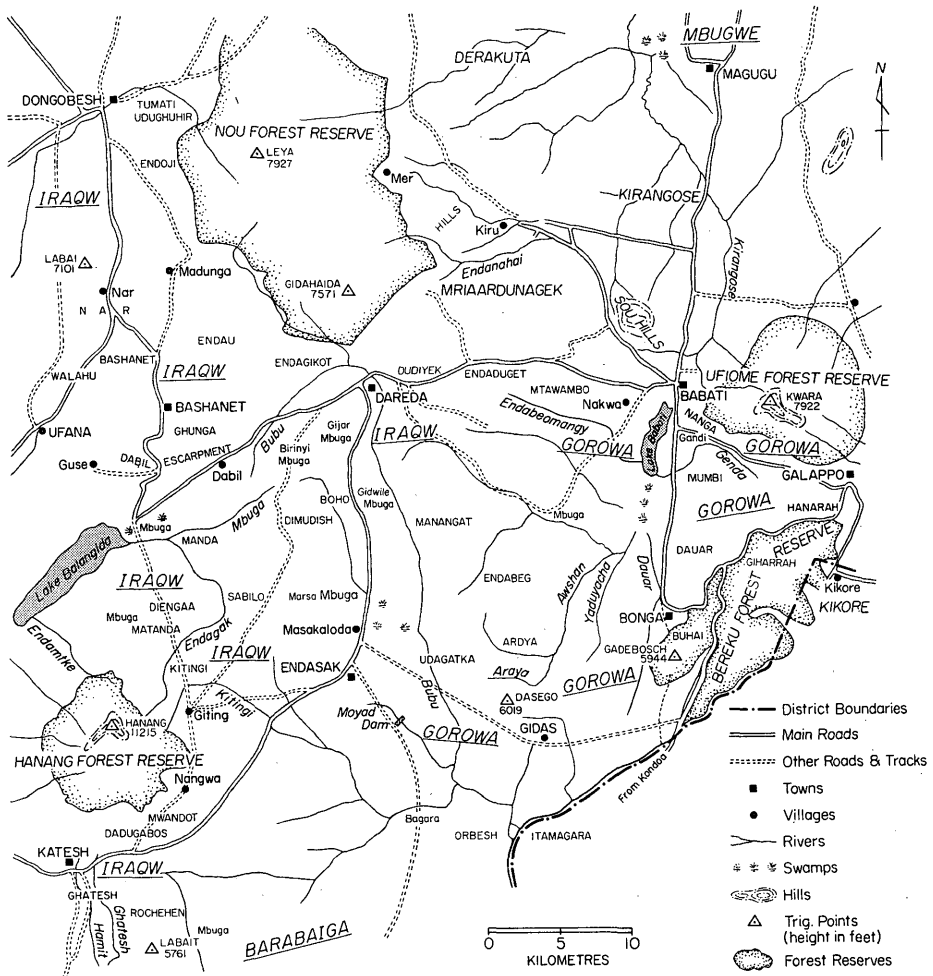 MBUGWE
DERAKUTA
MAGUGU
N
DONGOBESH
TUMATI
UDUGHUHIR
NOU FOREST RESERVE
LEYA
7927
ENDOJI
Mer
IRAQW
KIRANGOSE
HILLS
Kiru
Kirangose
LABAI
7101
Madunga
Endanahai
GIDAHAIDA
7571
MRIAARDUNAGEK
Nar
NAR
SOU HILLS
ENDAU
BASHANET
ENDAGIKOT
WALAHU
IRAQW
DUDIYEK
ENDADUGET
UFIOME FOREST RESERVE
BABATI
DAREDA
MTAWAMBO
KWARA
7922
BASHANET
Nakwa
Endabeomangy
NANGA
GHUNGA
Bubu
Gijar
Mbuga
IRAQW
Lake Babati
Gandi
UFANA
GOROWA
GOROWA
ESCARPMENT
Birinyi
Mbuga
Guse
DABIL
Dabil
Genda
MUMBI
GALAPPO
Gidwile
Mbuga
BOHO
GOROWA
HANARAH
Mbuga
Mbuga
DIMUDISH
MANANGAT
Mbuga
MANDA
DAUAR
RESERVE
Lake Balangida
GIHARRAH
IRAQW
ENDABEG
Awshan
Yaduyacha
Dauar
Kikore
DIENGAA
SABILO
Marsa Mbuga
KIKORE
Mbuga
MATANDA
Endagak
BONGA
BEREKU FOREST
Masakaloda
BUHAI
Endamike
ARDYA
GADEBOSCH
5944
KITINGI
IRAQW
UDAGATKA
ENDASAK
Araya
GOROWA
Kitingi
Bubu
DASEGO
6019
Giting
Moyad
Dam
HANANG
11215
GOROWA
GIDAS
HANANG FOREST RESERVE
From Kondoa
Nangwa
MWANDOT
Bagara
DADUGABOS
ORBESH
ITAMAGARA
KATESH
IRAQW
GHATESH
ROCHEHEN
Ghatesh
Hamit
Mbuga
LABAIT
5761
BARABAIGA
0 5 10
KILOMETRES
District Boundaries
Main Roads
Other Roads & Tracks
Towns
Villages
Rivers
Swamps
Hills
Trig. Points
(height in feet)
Forest Reserves